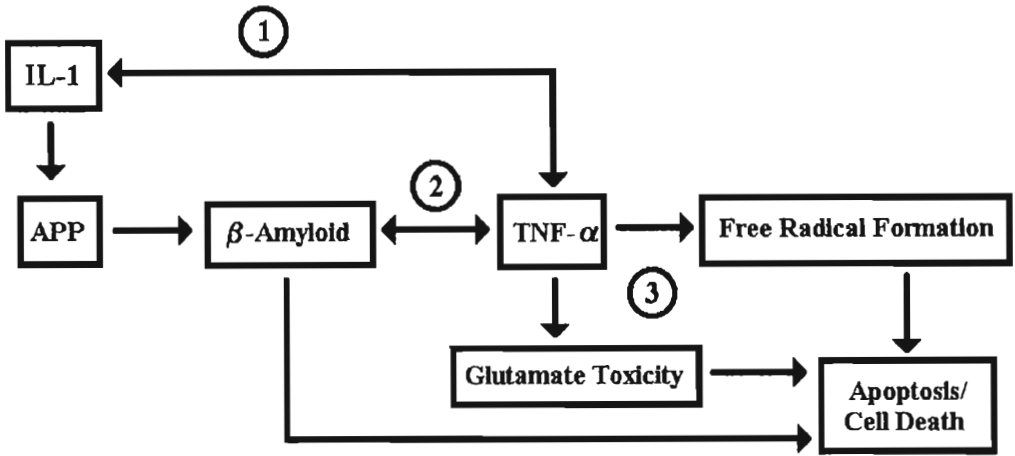 1
IL-1
2
APP
β-Amyloid
TNF-α
Free Radical Formation
3
Glutamate Toxicity
Apoptosis/
Cell Death